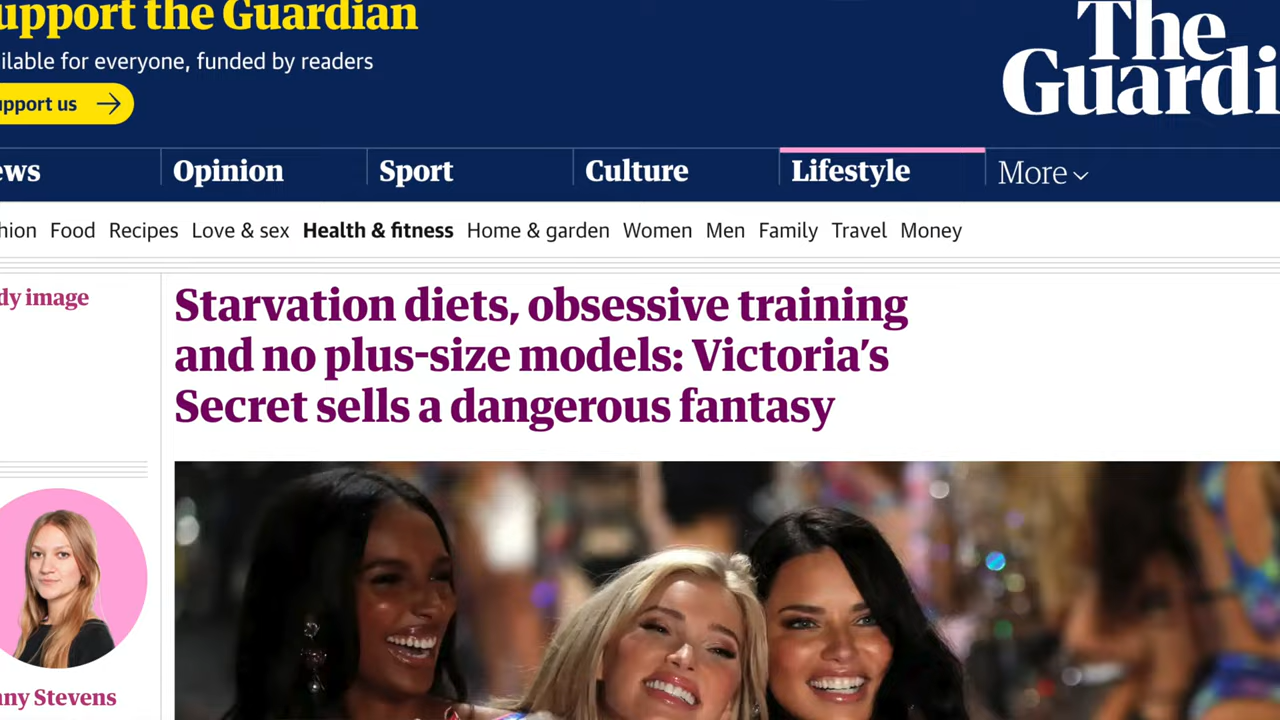 upport the Guardian
ilable for everyone, funded by readers
upport us
The
Guardi
ews
Opinion
Sport
Culture
Lifestyle
More
hion Food Recipes Love & sex Health & fitness Home & garden Women Men Family Travel Money
dy image
Starvation diets, obsessive training
and no plus-size models: Victoria's
Secret sells a dangerous fantasy
ny Stevens